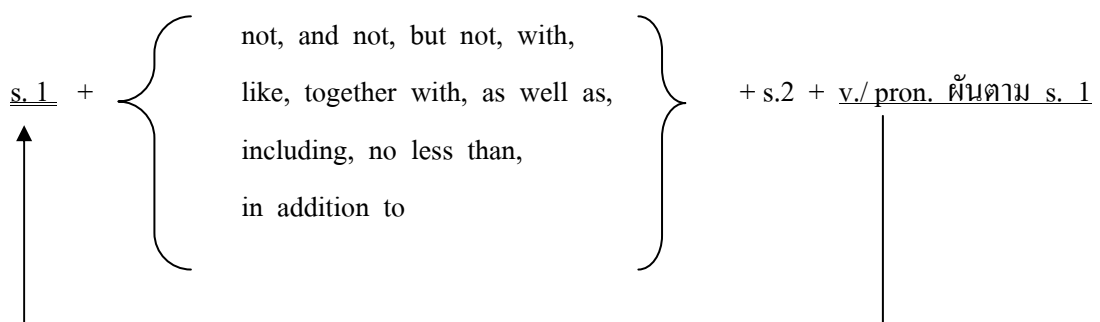 not, and not, but not, with,
s. 1 + like, together with, as well as, + s.2 + v./ pron. ผันตาม s. 1
including, no less than,
in addition to